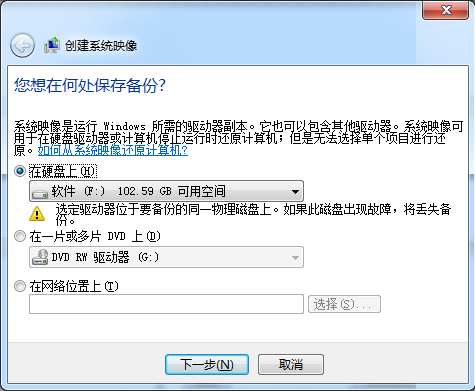 创建系统映像
您想在何处保存备份?
系统映像是运行 Windows 所需的驱动器副本。它也可以包含其他驱动器。系统映像可
用于在硬盘驱动器或计算机停止运行时还原计算机;但是无法选择单个项目进行还
原。如何从系统映像还原计算机?
在硬盘上(H)
软件 (F:) 102.59 GB 可用空间
选定驱动器位于要备份的同一物理磁盘上。如果此磁盘出现故障，将丢失备
份。
在一片或多片 DVD 上(D)
DVD RW 驱动器 (G:)
在网络位置上(T)
选择(S)...
下一步(N)
取消